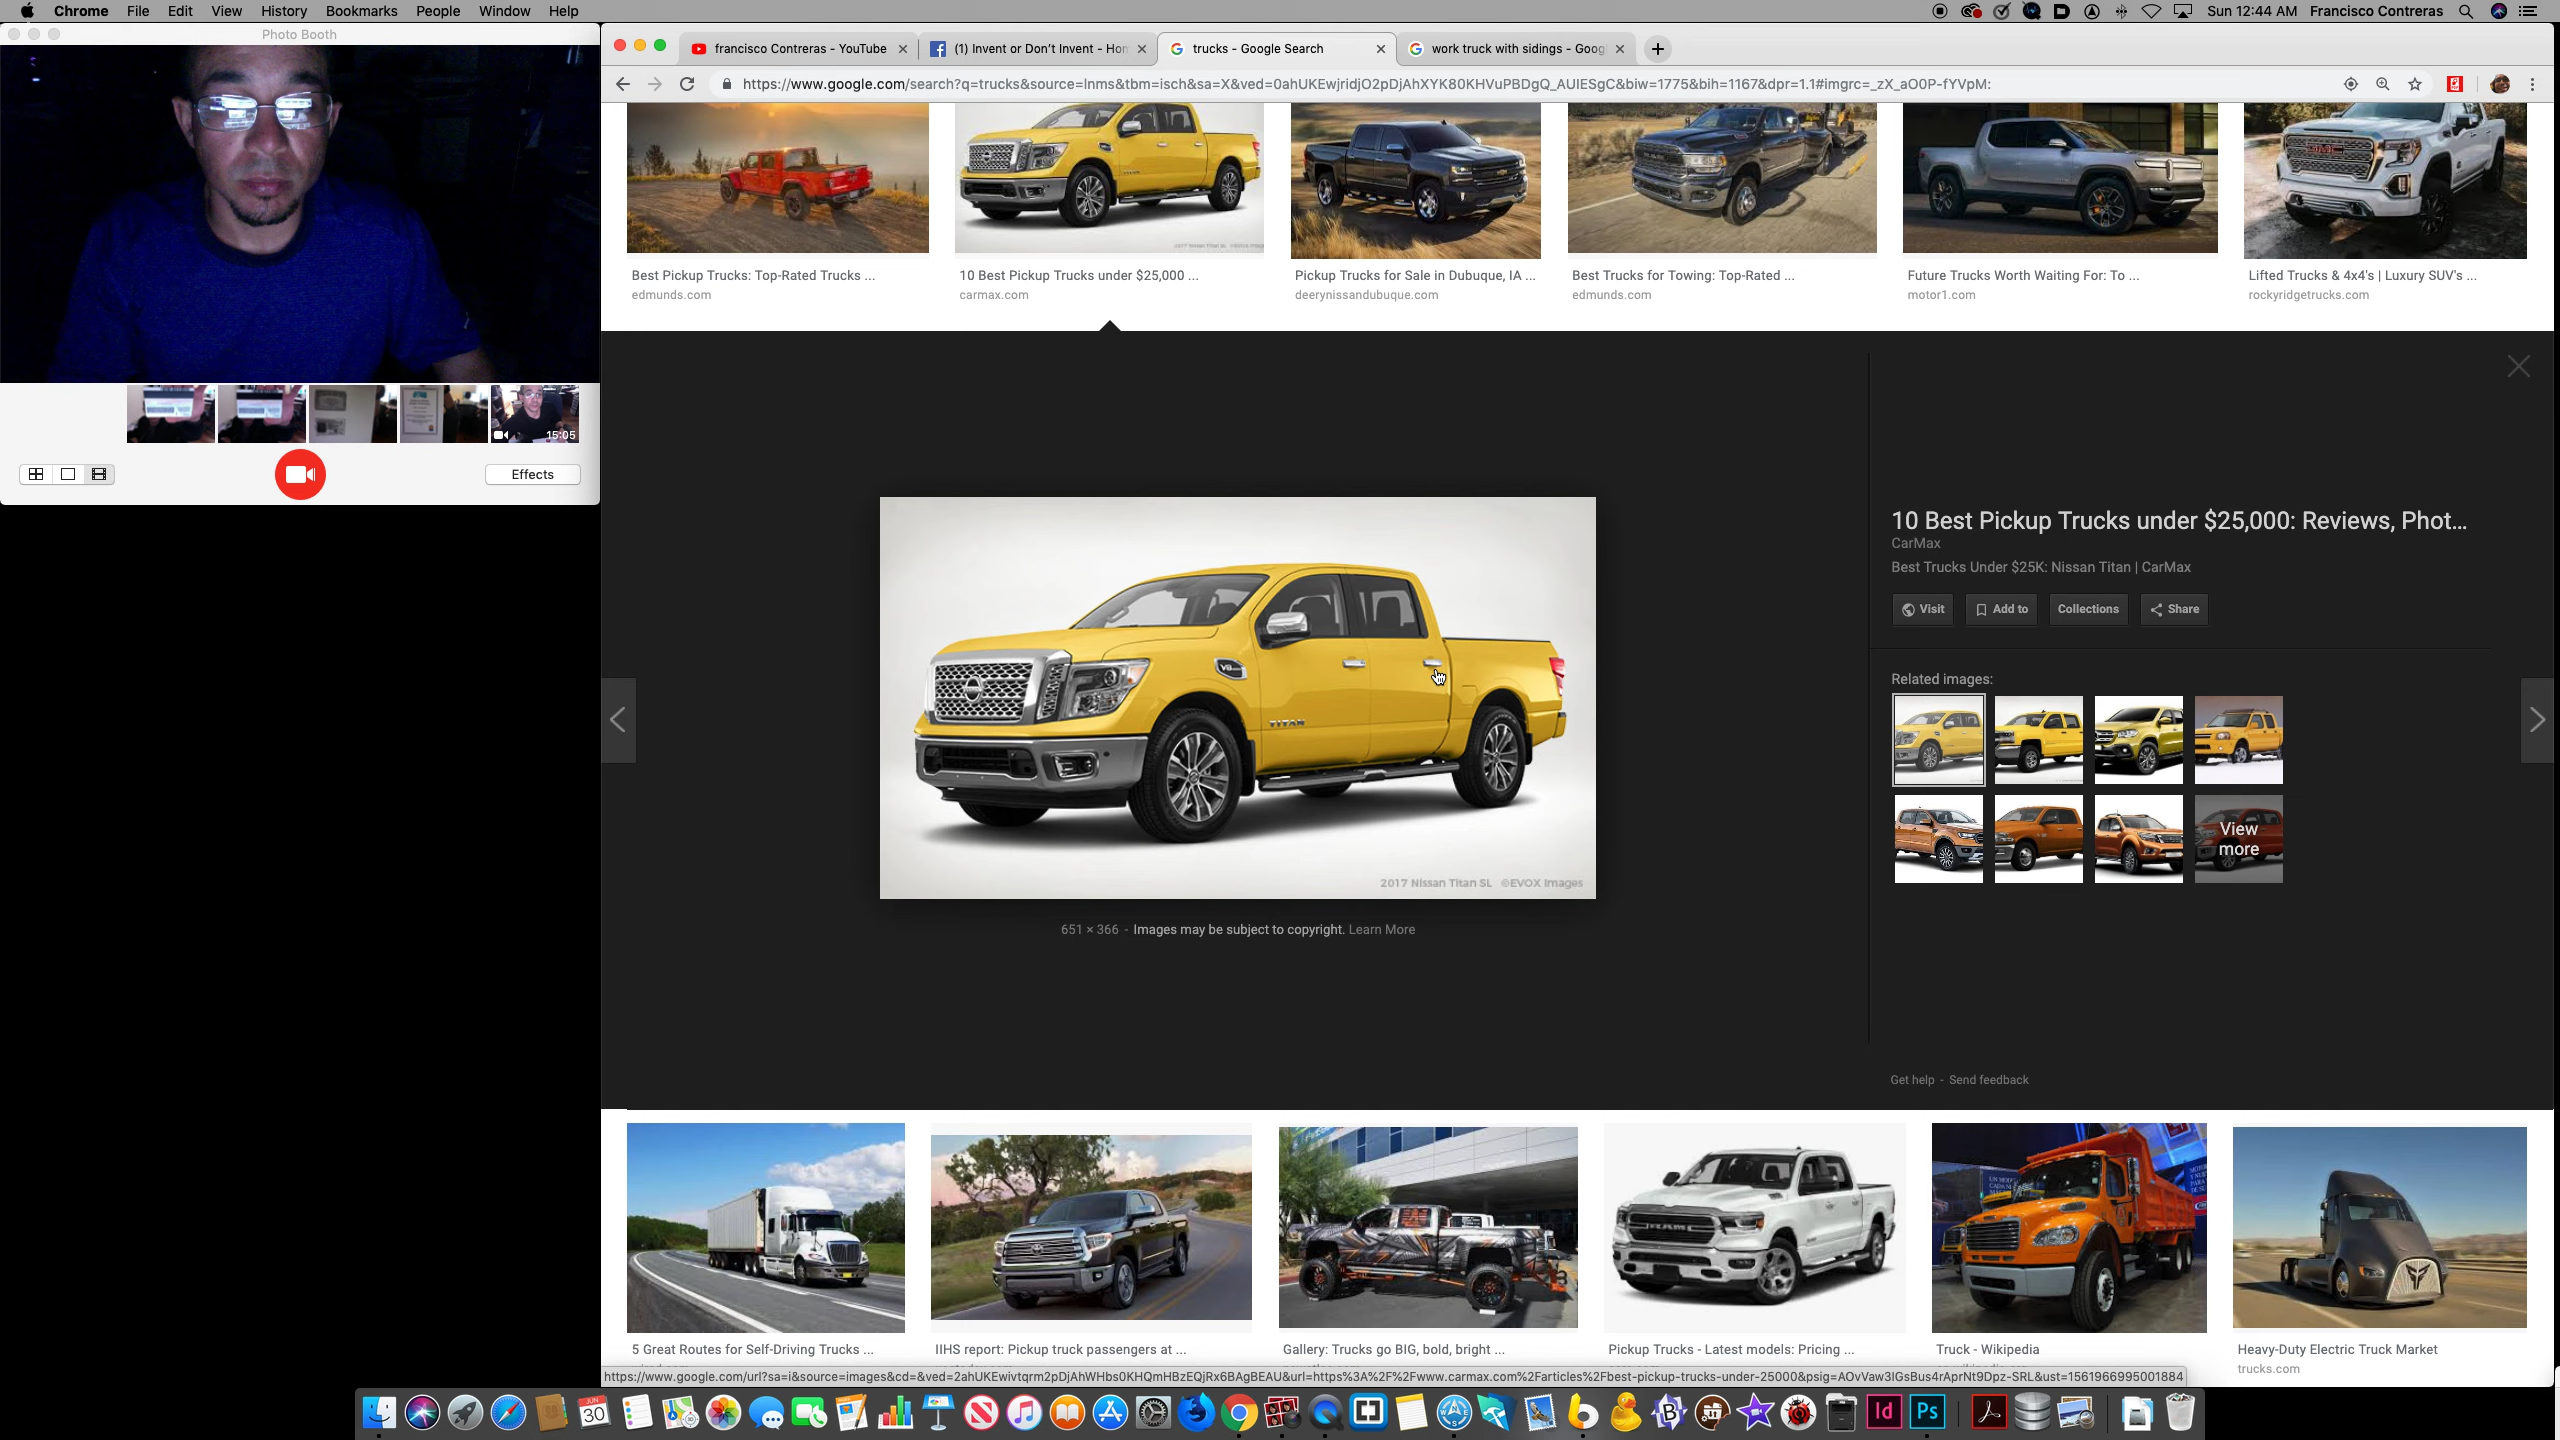 Chrome File Edit View History Bookmarks People Window Help
Sun 12:44 AM Francisco Contreras
Photo Booth
francisco Contreras - YouTube
(1) Invent or Don't Invent - Hom
trucks - Google Search
work truck with sidings - Goog
https://www.google.com/search?q=trucks&source=lnms&tbm=isch&sa=X&ved=0ahUKEwjridjO2pDjAhXYK80KHVuPBDgQ_AUIESgC&biw=1775&bih=1167&dpr=1.1#imgrc=_zX_aO0P-fYVpM:
Best Pickup Trucks: Top-Rated Trucks ...
edmunds.com
10 Best Pickup Trucks under $25,000 ...
carmax.com
Pickup Trucks for Sale in Dubuque, IA ...
deerynissandubuque.com
Best Trucks for Towing: Top-Rated ...
edmunds.com
Future Trucks Worth Waiting For: To ...
motor1.com
Lifted Trucks & 4x4's | Luxury SUV's ...
rockyridgetrucks.com
15:05
Effects
TITAN
2017 Nissan Titan SL ©EVOX Images
651 × 366 - Images may be subject to copyright. Learn More
10 Best Pickup Trucks under $25,000: Reviews, Phot...
CarMax
Best Trucks Under $25K: Nissan Titan | CarMax
Visit
Add to
Collections
Share
Related images:
View
more
Get help - Send feedback
RAM
5 Great Routes for Self-Driving Trucks ...
IIHS report: Pickup truck passengers at ...
Gallery: Trucks go BIG, bold, bright ...
Pickup Trucks - Latest models: Pricing ...
Truck - Wikipedia
Heavy-Duty Electric Truck Market
trucks.com
https://www.google.com/url?sa=i&source=images&cd=&ved=2ahUKEwivtqrm2pDjAhWHbs0KHQmHBzEQjRx6BAgBEAU&url=https%3A%2F%2Fwww.carmax.com%2Farticles%2Fbest-pickup-trucks-under-25000&psig=AOvVaw3IGsBus4rAprNt9Dpz-SRL&ust=1561966995001884
JUN
30
Id
Ps